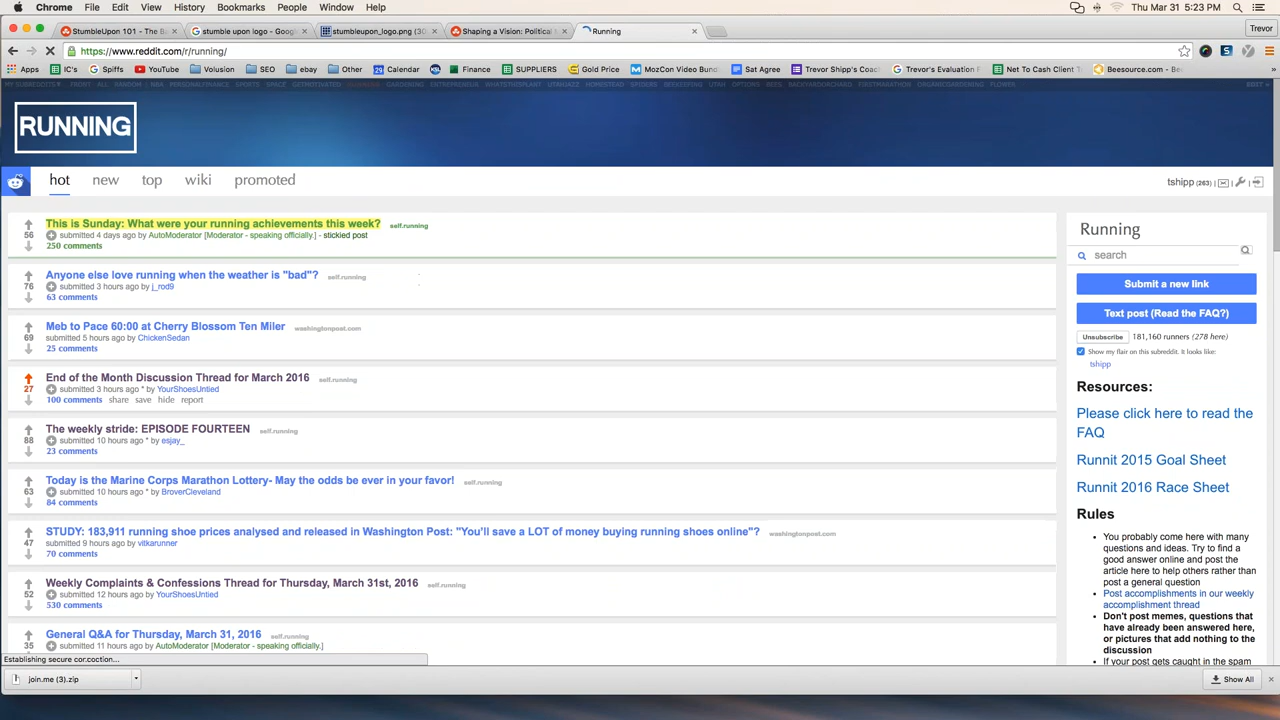 Chrome File Edit View History Bookmarks People Window Help Thu Mar 31 5:23 PM
StumbleUpon 101 - The B × stumble upon logo - Goog × stumbleupon_logo.png (30 × Shaping a Vision: Political × Running × Trevor
https://www.reddit.com/r/running/
Apps IC's Spiffs YouTube Volusion SEO ebay Other Calendar Finance SUPPLIERS Gold Price MozCon Video Bund Sat Agree Trevor Shipp's Coac Trevor's Evaluation F Net To Cash Client T Beesource.com - Be »
RUNNING
hot new top wiki promoted
tshipp (263) | | |
This is Sunday: What were your running achievements this week? self.running
56 submitted 4 days ago by AutoModerator [Moderator - speaking officially.] - stickied post
250 comments
Anyone else love running when the weather is "bad"? self.running
76 submitted 3 hours ago by j_rod9
63 comments
Meb to Pace 60:00 at Cherry Blossom Ten Miler washingtonpost.com
69 submitted 5 hours ago by ChickenSedan
25 comments
End of the Month Discussion Thread for March 2016 self.running
27 submitted 3 hours ago * by YourShoesUntied
100 comments share save hide report
The weekly stride: EPISODE FOURTEEN self.running
88 submitted 10 hours ago * by esjay_
23 comments
Today is the Marine Corps Marathon Lottery- May the odds be ever in your favor! self.running
63 submitted 10 hours ago * by BroverCleveland
84 comments
STUDY: 183,911 running shoe prices analysed and released in Washington Post: "You'll save a LOT of money buying running shoes online"? washingtonpost.com
47 submitted 9 hours ago by vitkarunner
70 comments
Weekly Complaints & Confessions Thread for Thursday, March 31st, 2016 self.running
52 submitted 12 hours ago by YourShoesUntied
530 comments
General Q&A for Thursday, March 31, 2016 self.running
35 submitted 11 hours ago by AutoModerator [Moderator - speaking officially.]
Running
search
Submit a new link
Text post (Read the FAQ?)
Unsubscribe 181,160 runners (278 here)
Show my flair on this subreddit. It looks like:
tshipp
Resources:
Please click here to read the
FAQ
Runnit 2015 Goal Sheet
Runnit 2016 Race Sheet
Rules
• You probably come here with many
questions and ideas. Try to find a
good answer online and post the
article here to help others rather than
post a general question
• Post accomplishments in our weekly
accomplishment thread
• Don't post memes, questions that
have already been answered here,
or pictures that add nothing to the
discussion
• If your post gets caught in the spam
Establishing secure connection...
join.me (3).zip Show All ×